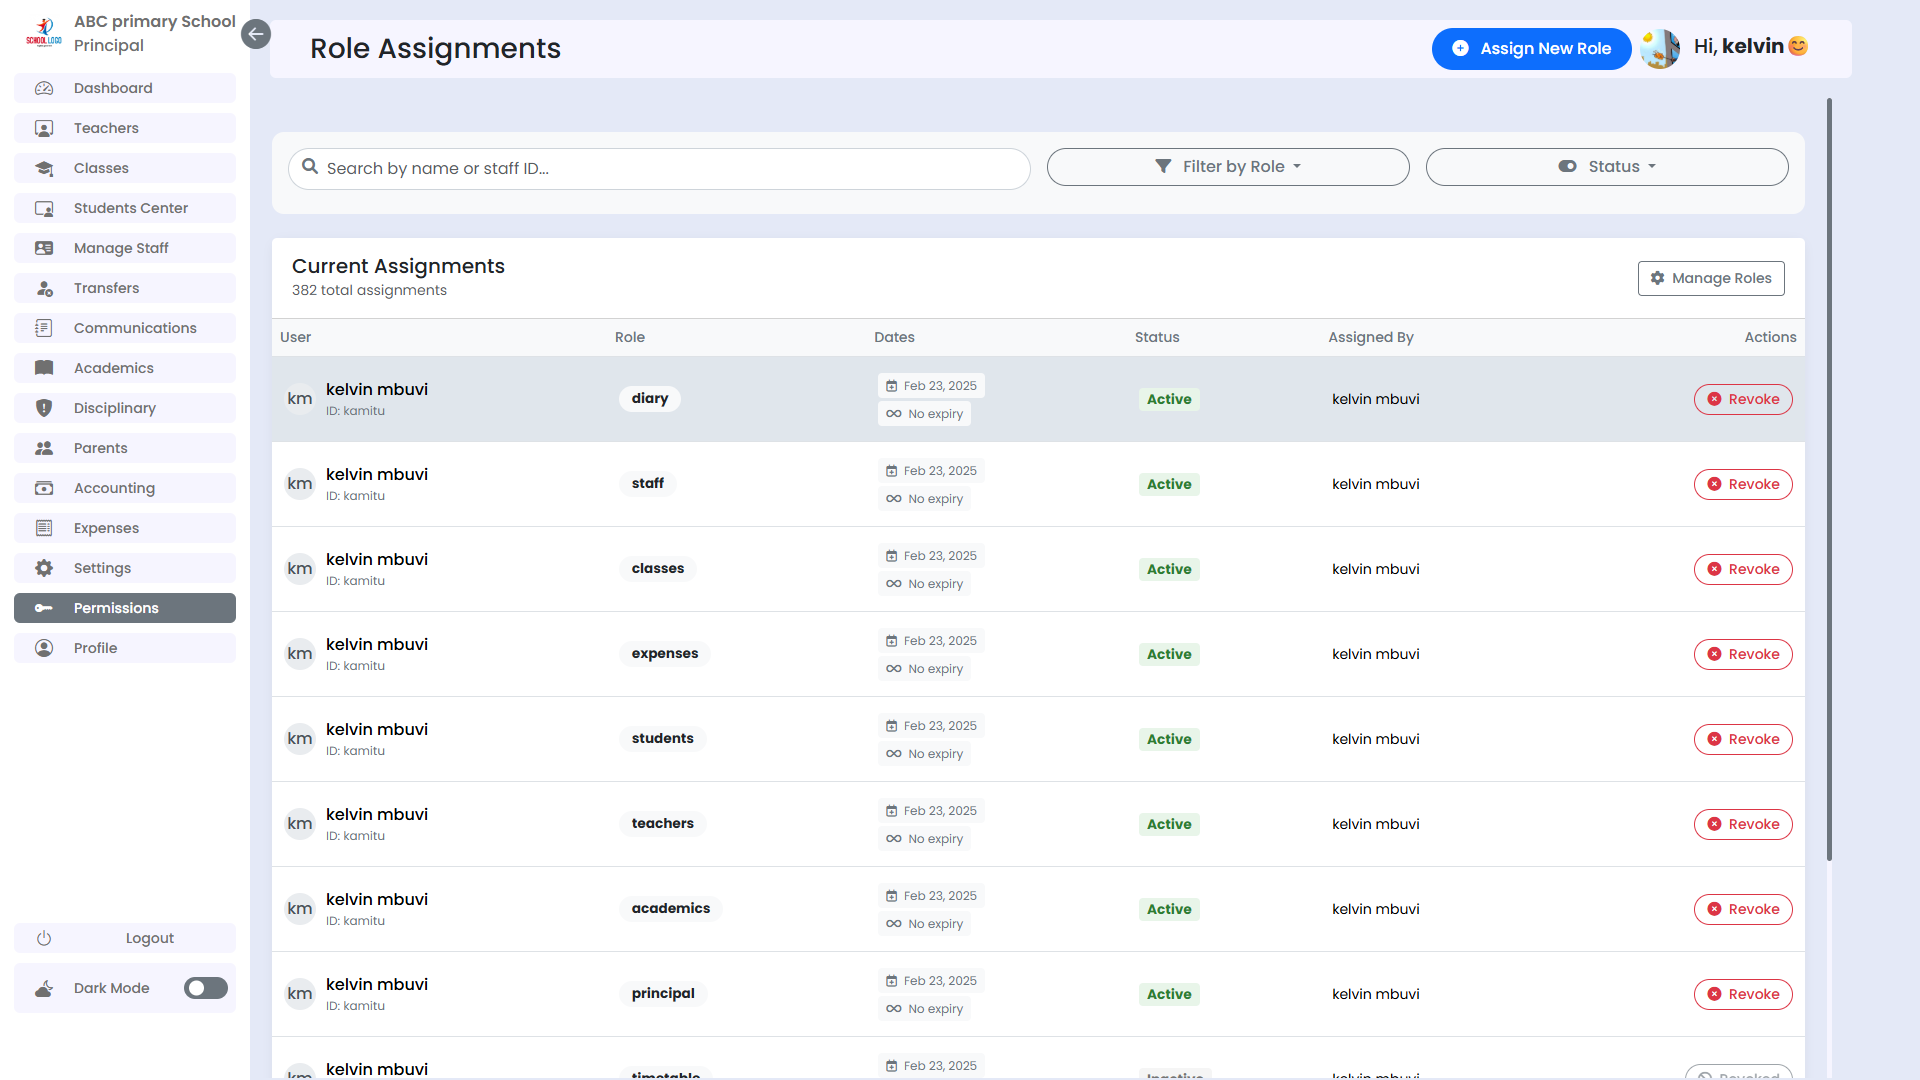 ABC primary School
Principal
SCHOOL LOGO
Dashboard
Teachers
Classes
Students Center
Manage Staff
Transfers
Communications
Academics
Disciplinary
Parents
Accounting
Expenses
Settings
Permissions
Profile
Logout
Dark Mode
Role Assignments
Assign New Role
Hi, kelvin😊
Search by name or staff ID...
Filter by Role
Status
Current Assignments
382 total assignments
Manage Roles
User Role Dates Status Assigned By Actions
km kelvin mbuvi ID: kamitu diary Feb 23, 2025 No expiry Active kelvin mbuvi Revoke
km kelvin mbuvi ID: kamitu staff Feb 23, 2025 No expiry Active kelvin mbuvi Revoke
km kelvin mbuvi ID: kamitu classes Feb 23, 2025 No expiry Active kelvin mbuvi Revoke
km kelvin mbuvi ID: kamitu expenses Feb 23, 2025 No expiry Active kelvin mbuvi Revoke
km kelvin mbuvi ID: kamitu students Feb 23, 2025 No expiry Active kelvin mbuvi Revoke
km kelvin mbuvi ID: kamitu teachers Feb 23, 2025 No expiry Active kelvin mbuvi Revoke
km kelvin mbuvi ID: kamitu academics Feb 23, 2025 No expiry Active kelvin mbuvi Revoke
km kelvin mbuvi ID: kamitu principal Feb 23, 2025 No expiry Active kelvin mbuvi Revoke
km kelvin mbuvi timetable Feb 23, 2025 Inactive kelvin mbuvi Revoked